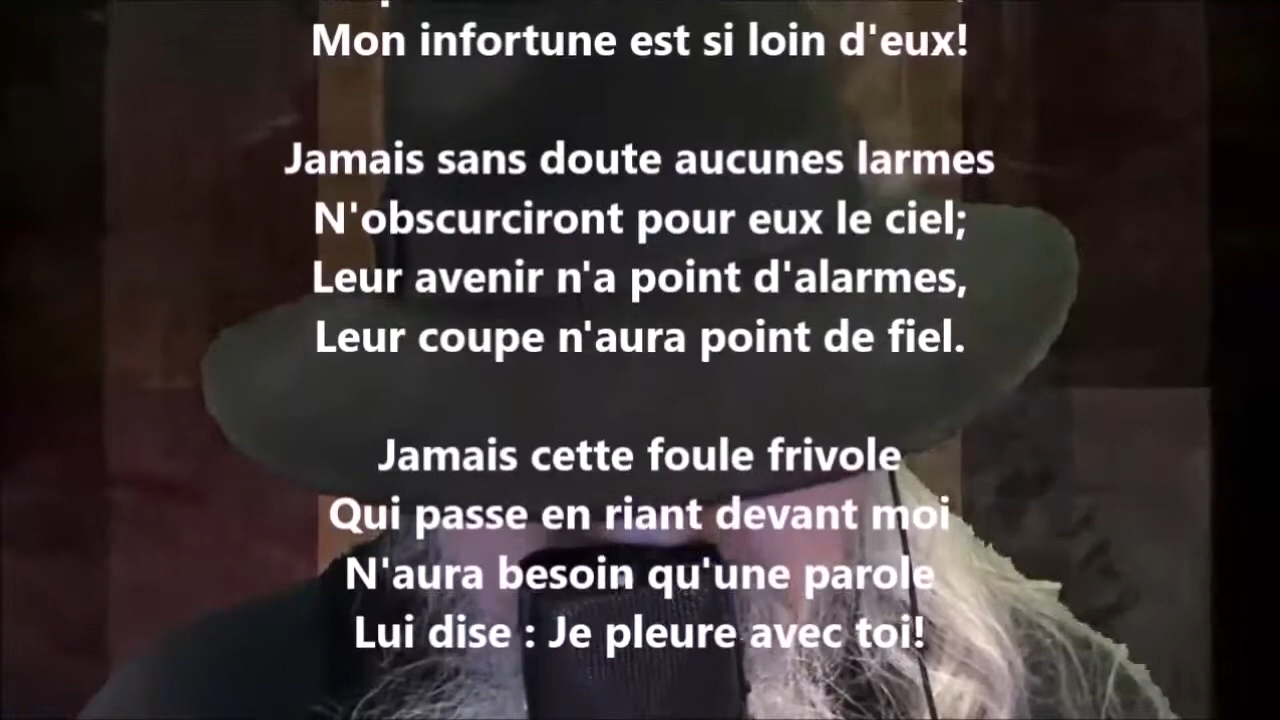 Mon infortune est si loin d'eux!
Jamais sans doute aucunes larmes
N'obscurciront pour eux le ciel;
Leur avenir n'a point d'alarmes,
Leur coupe n'aura point de fiel.
Jamais cette foule frivole
Qui passe en riant devant moi
N'aura besoin qu'une parole
Lui dise : Je pleure avec toi!